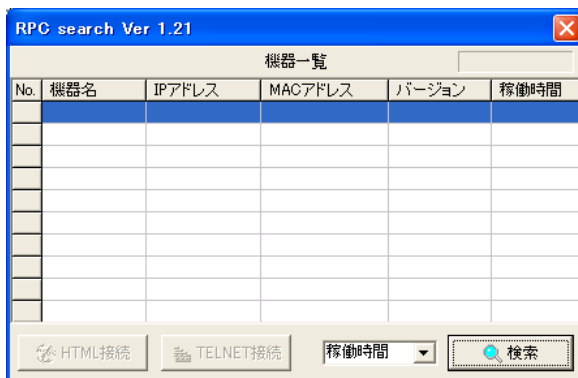 RPC search Ver 1.21
機器一覧
No. 機器名 IPアドレス MACアドレス バージョン 稼働時間
HTML接続 TELNET接続 稼働時間 検索